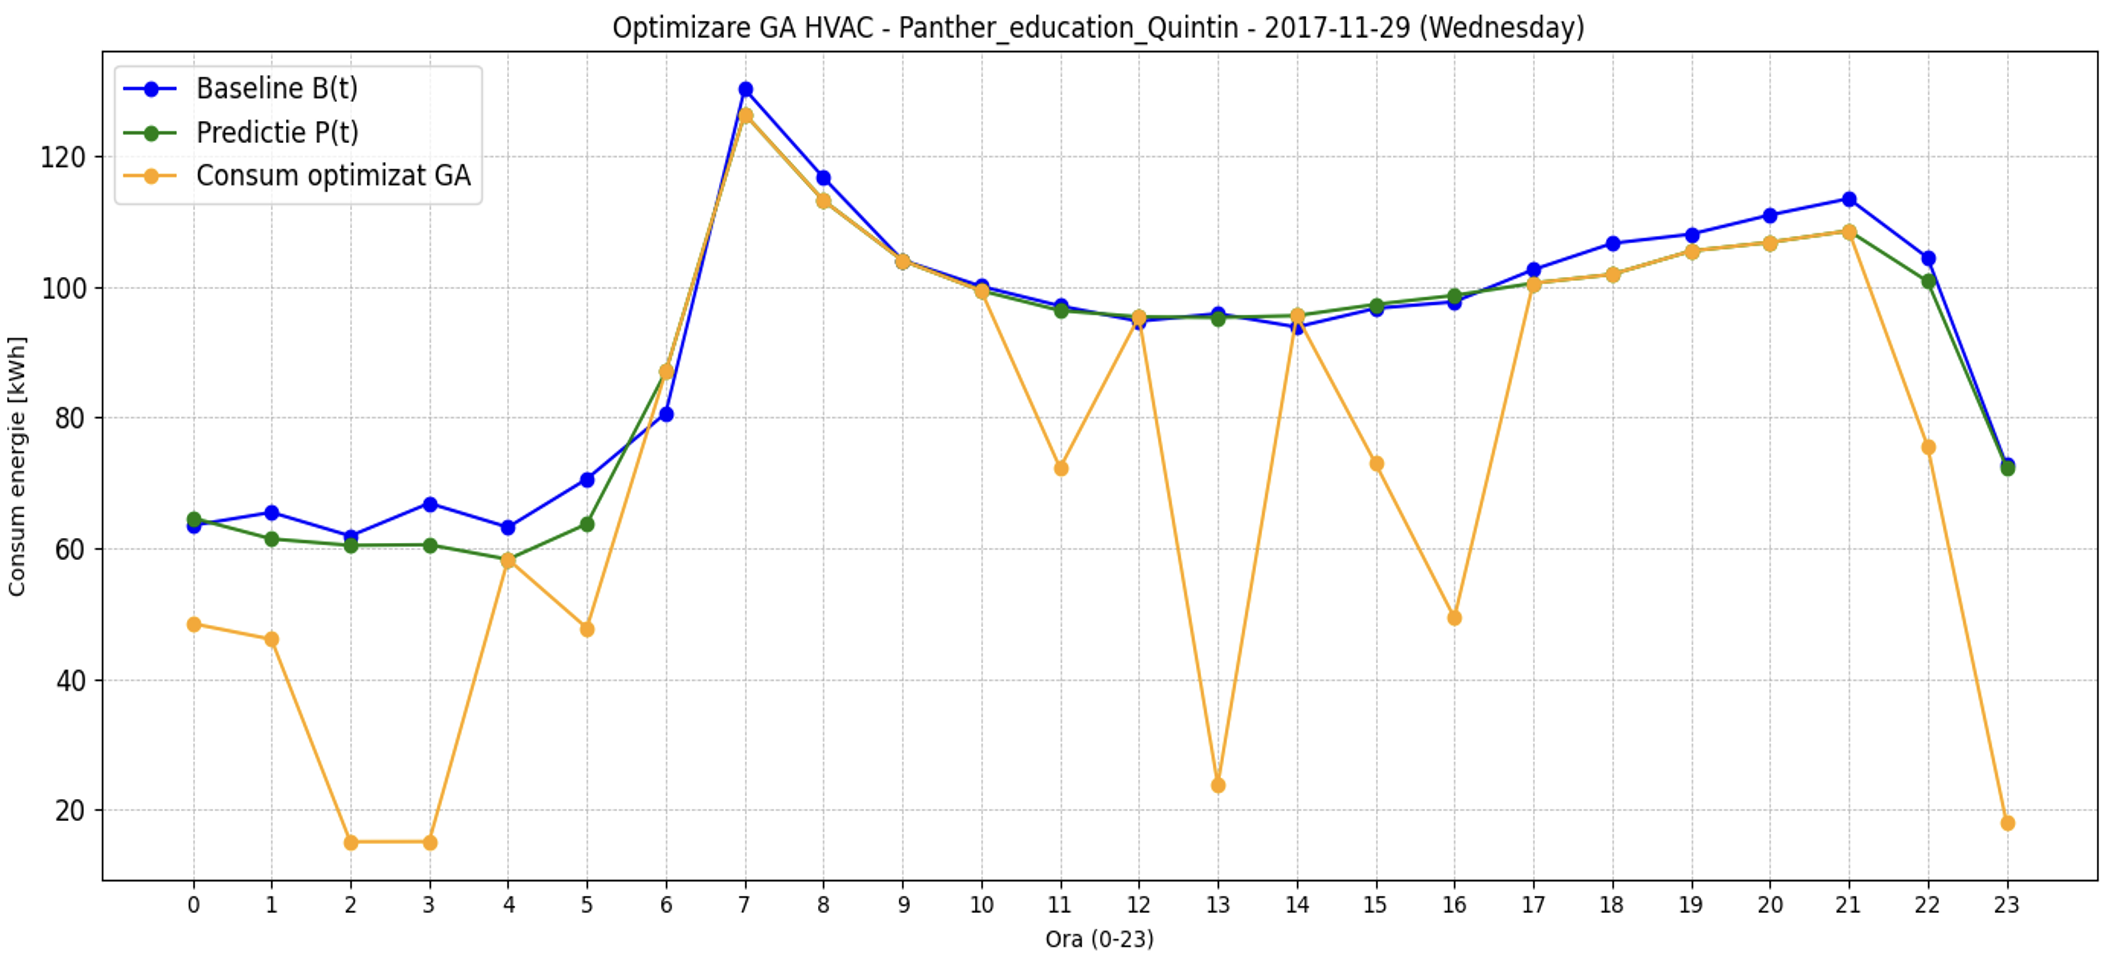 Optimizare GA HVAC - Panther_education_Quintin - 2017-11-29 (Wednesday)
Baseline B(t)
Predictie P(t)
Consum optimizat GA
Consum energie [kWh]
120
100
80
60
40
20
0 1 2 3 4 5 6 7 8 9 10 11 12 13 14 15 16 17 18 19 20 21 22 23
Ora (0-23)